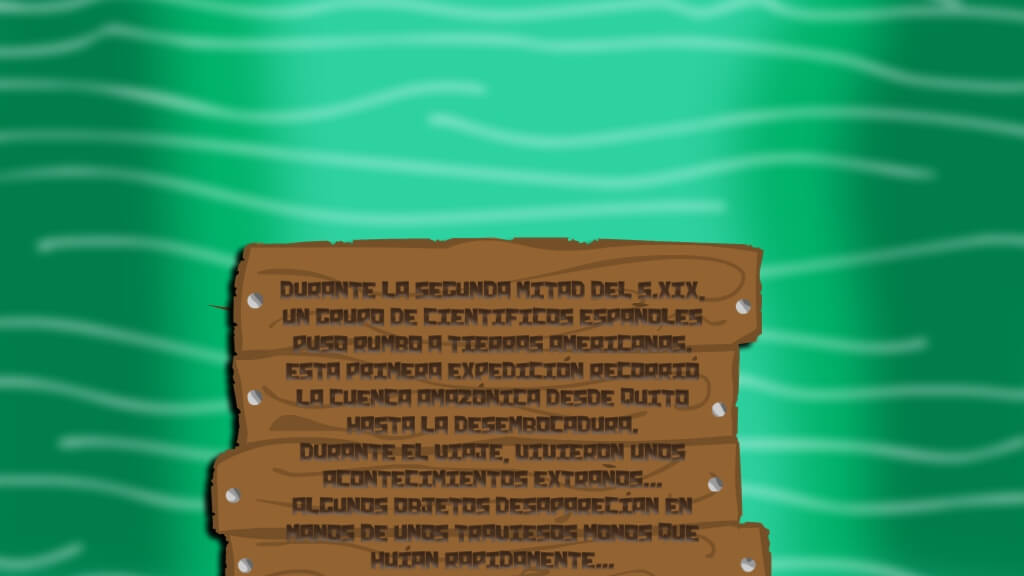 DURANTE LA SEGUNDA MITAD DEL S.XIX,
UN GRUPO DE CIENTIFICOS ESPAÑOLES
PUSO RUMBO A TIERRAS AMERICANAS.
ESTA PRIMERA EXPEDICIÓN RECORRIÓ
LA CUENCA AMAZÓNICA DESDE QUITO
HASTA LA DESEMBOCADURA.
DURANTE EL VIAJE, VIVIERON UNOS
ACONTECIMIENTOS EXTRAÑOS...
ALGUNOS OBJETOS DESAPARECÍAN EN
MANOS DE UNOS TRAVIESOS MONOS QUE
HUÍAN RAPIDAMENTE...